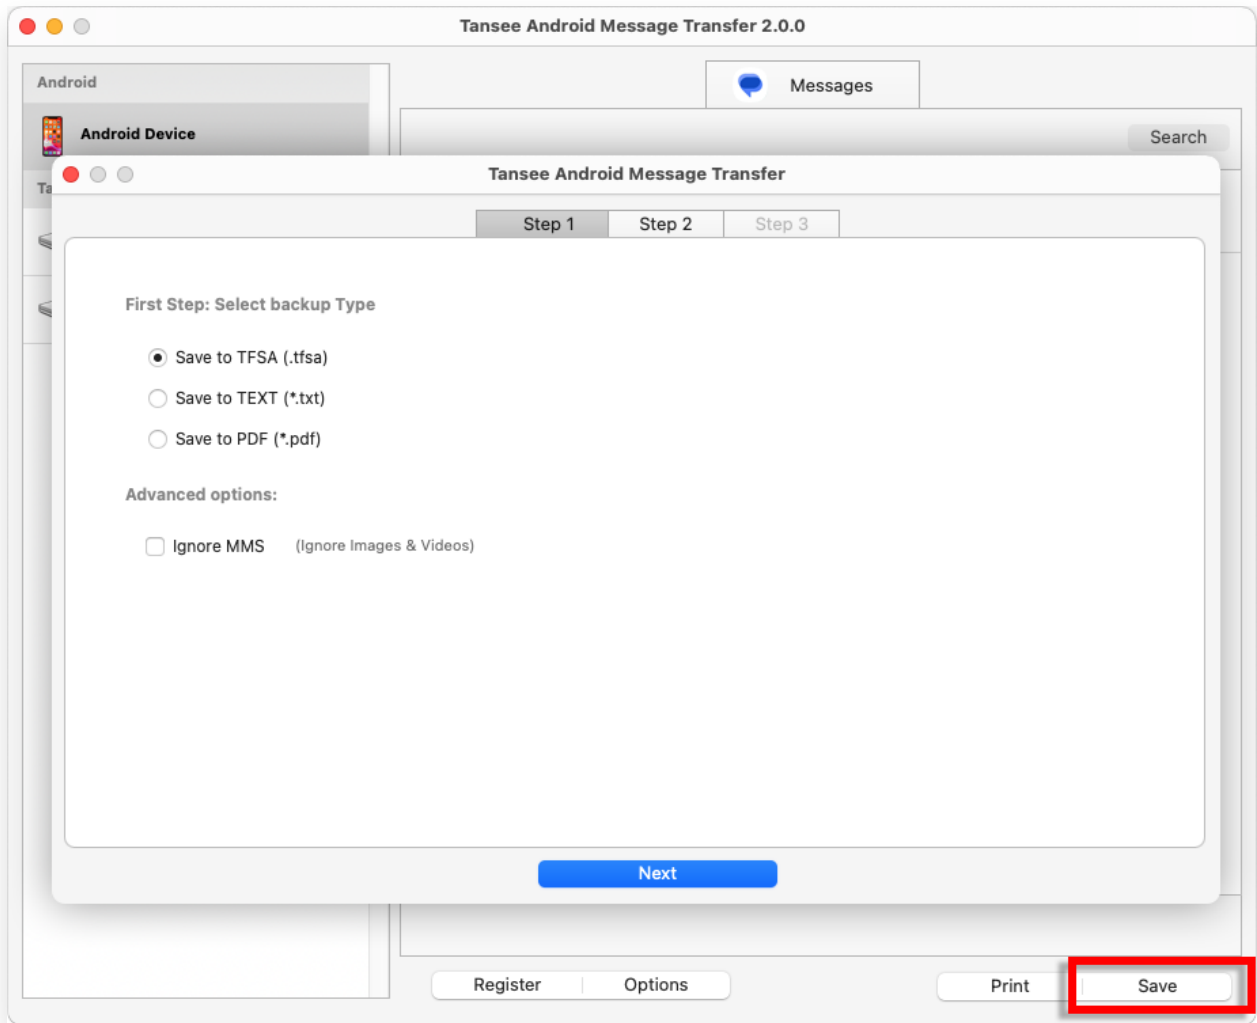 Tansee Android Message Transfer 2.0.0
Android
Messages
Android Device
Search
Tansee Android Message Transfer
Ta
Step 1 Step 2 Step 3
First Step: Select backup Type
Save to TFSA (.tfsa)
Save to TEXT (*.txt)
Save to PDF (*.pdf)
Advanced options:
Ignore MMS (Ignore Images & Videos)
Next
Register Options Print Save